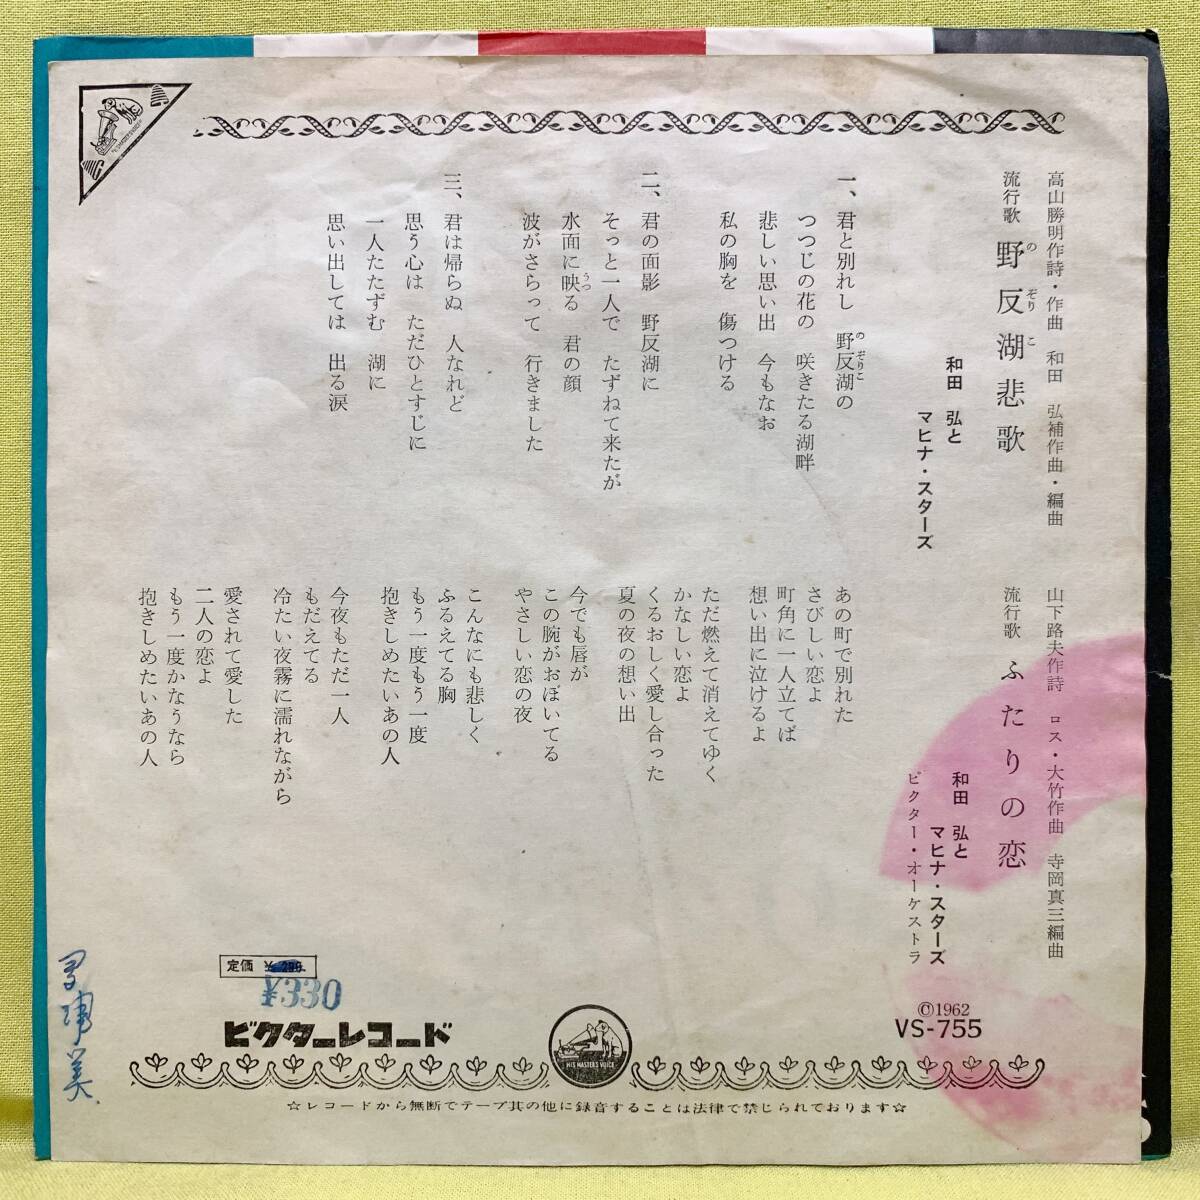 高山勝明作詩・作曲　和田　弘補作曲・編曲
流行歌　野反湖悲歌
の　ぞり　こ
和田　弘と
マヒナ・スターズ
一、君と別れし　野反湖の
のぞりこ
つつじの花の　咲きたる湖畔
悲しい思い出　今もなお
私の胸を　傷つける
二、君の面影　野反湖に
そっと一人で　たずねて来たが
水面に映る　君の顔
うつ
波がさらって　行きました
三、君は帰らぬ　人なれど
思う心は　ただひとすじに
一人たたずむ　湖に
思い出しては　出る涙
山下路夫作詩　ロス・大竹作曲　寺岡真三編曲
流行歌　ふたりの恋
和田　弘と
マヒナ・スターズ
ビクター・オーケストラ
あの町で別れた
さびしい恋よ
町角に一人立てば
想い出に泣けるよ
ただ燃えて消えてゆく
かなしい恋よ
くるおしく愛し合った
夏の夜の想い出
今でも唇が
この腕がおぼいてる
やさしい恋の夜
こんなにも悲しく
ふるえてる胸
もう一度もう一度
抱きしめたいあの人
今夜もただ一人
もだえてる
冷たい夜霧に濡れながら
愛されて愛した
二人の恋よ
もう一度かなうなら
抱きしめたいあの人
定価 ¥290.
¥330
ビクターレコード
HIS MASTER'S VOICE
©1962
VS-755
☆レコードから無断でテープ其の他に録音することは法律で禁じられております☆